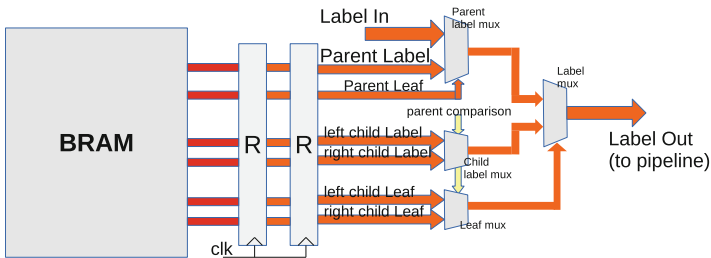 Label In
Parent
label mux
Parent Label
Parent Leaf
Label
mux
parent comparison
BRAM
R
R
left child Label
right child Label
Child
label mux
Label Out
(to pipeline)
left child Leaf
right child Leaf
Leaf mux
clk